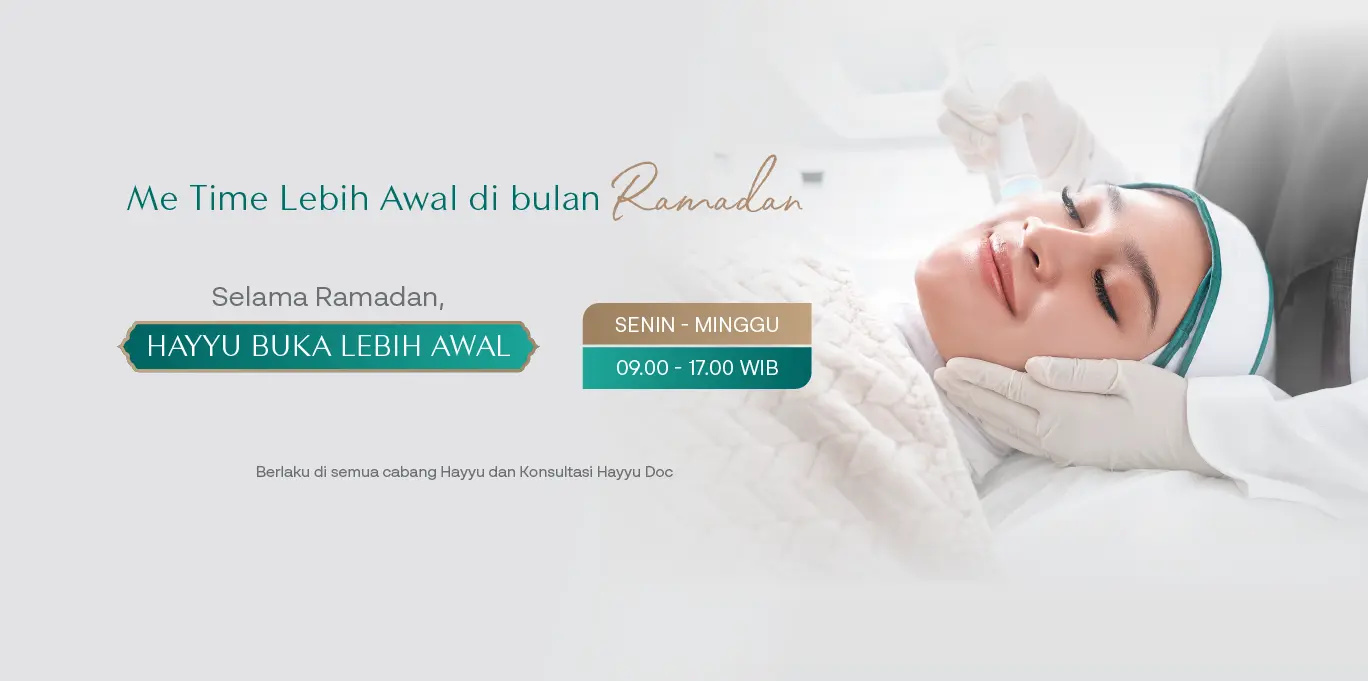 Me Time Lebih Awal di bulan Ramadan
Selama Ramadan,
HAYYU BUKA LEBIH AWAL
SENIN - MINGGU
09.00 - 17.00 WIB
Berlaku di semua cabang Hayyu dan Konsultasi Hayyu Doc